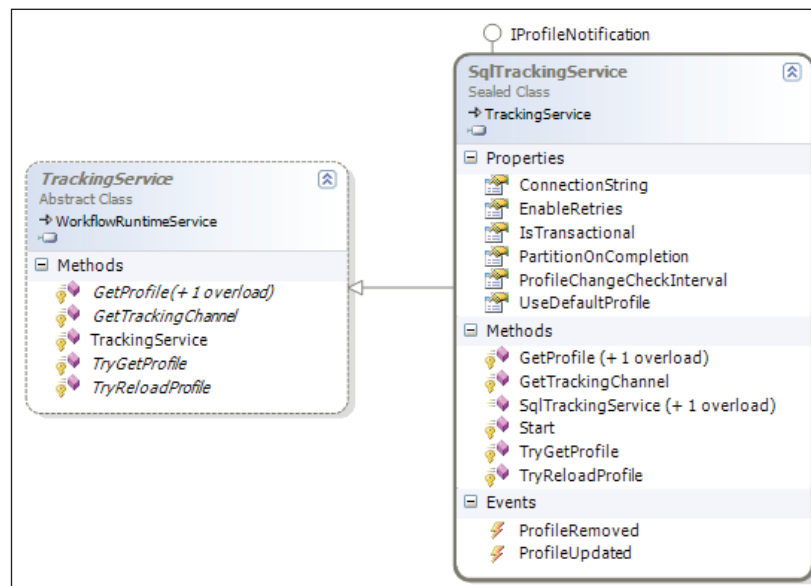 IProfileNotification
SqlTrackingService
Sealed Class
TrackingService
Properties
ConnectionString
EnableRetries
IsTransactional
PartitionOnCompletion
ProfileChangeCheckInterval
UseDefaultProfile
Methods
GetProfile (+ 1 overload)
GetTrackingChannel
SqlTrackingService (+ 1 overload)
Start
TryGetProfile
TryReloadProfile
Events
ProfileRemoved
ProfileUpdated
TrackingService
Abstract Class
WorkflowRuntimeService
Methods
GetProfile (+ 1 overload)
GetTrackingChannel
TrackingService
TryGetProfile
TryReloadProfile